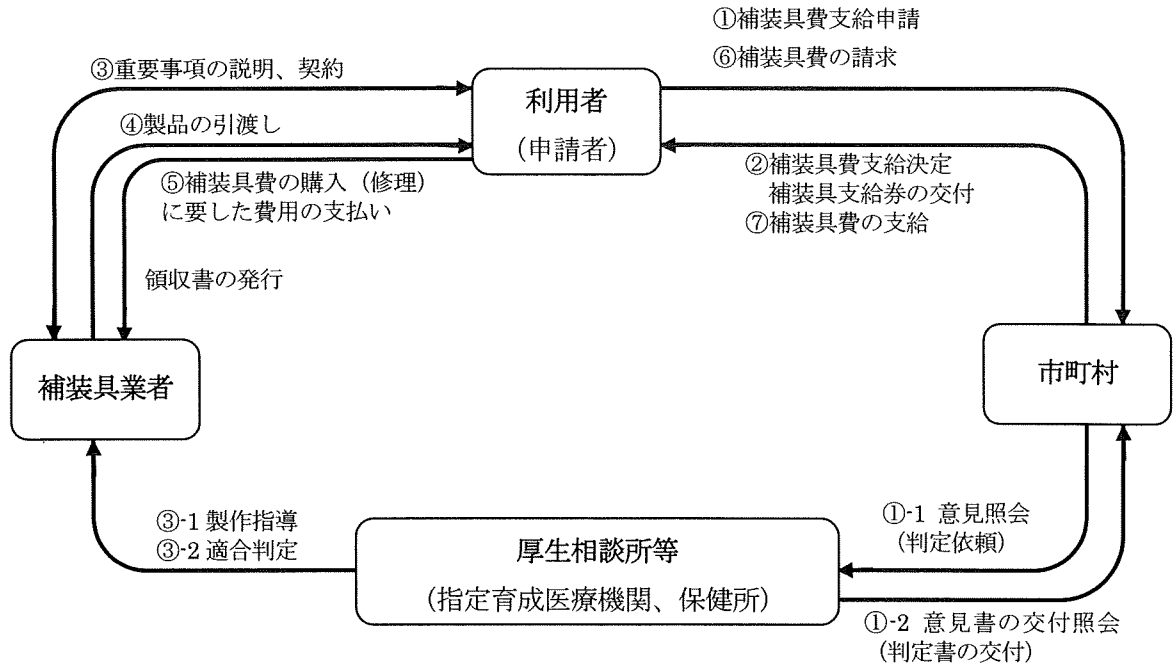 ①補装具費支給申請
⑥補装具費の請求
③重要事項の説明、契約
利用者
(申請者)
④製品の引渡し
⑤補装具費の購入(修理)
に要した費用の支払い
②補装具費支給決定
補装具支給券の交付
⑦補装具費の支給
領収書の発行
補装具業者
市町村
③-1 製作指導
③-2 適合判定
厚生相談所等
(指定育成医療機関、保健所)
①-1 意見照会
(判定依頼)
①-2 意見書の交付照会
(判定書の交付)